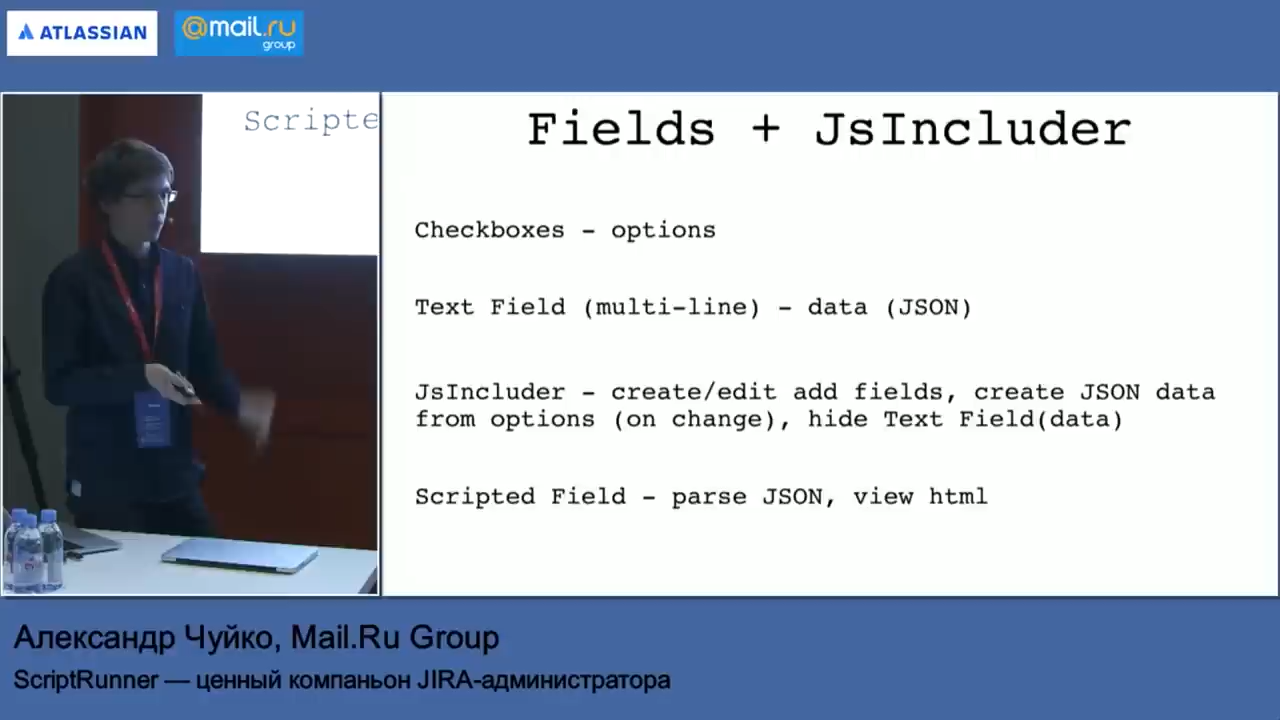 ATLASSIAN
@mail.ru
group
Scripte
Fields + JsIncluder
Checkboxes - options
Text Field (multi-line) - data (JSON)
JsIncluder - create/edit add fields, create JSON data
from options (on change), hide Text Field(data)
Scripted Field - parse JSON, view html
Александр Чуйко, Mail.Ru Group
ScriptRunner — ценный компаньон JIRA-администратора